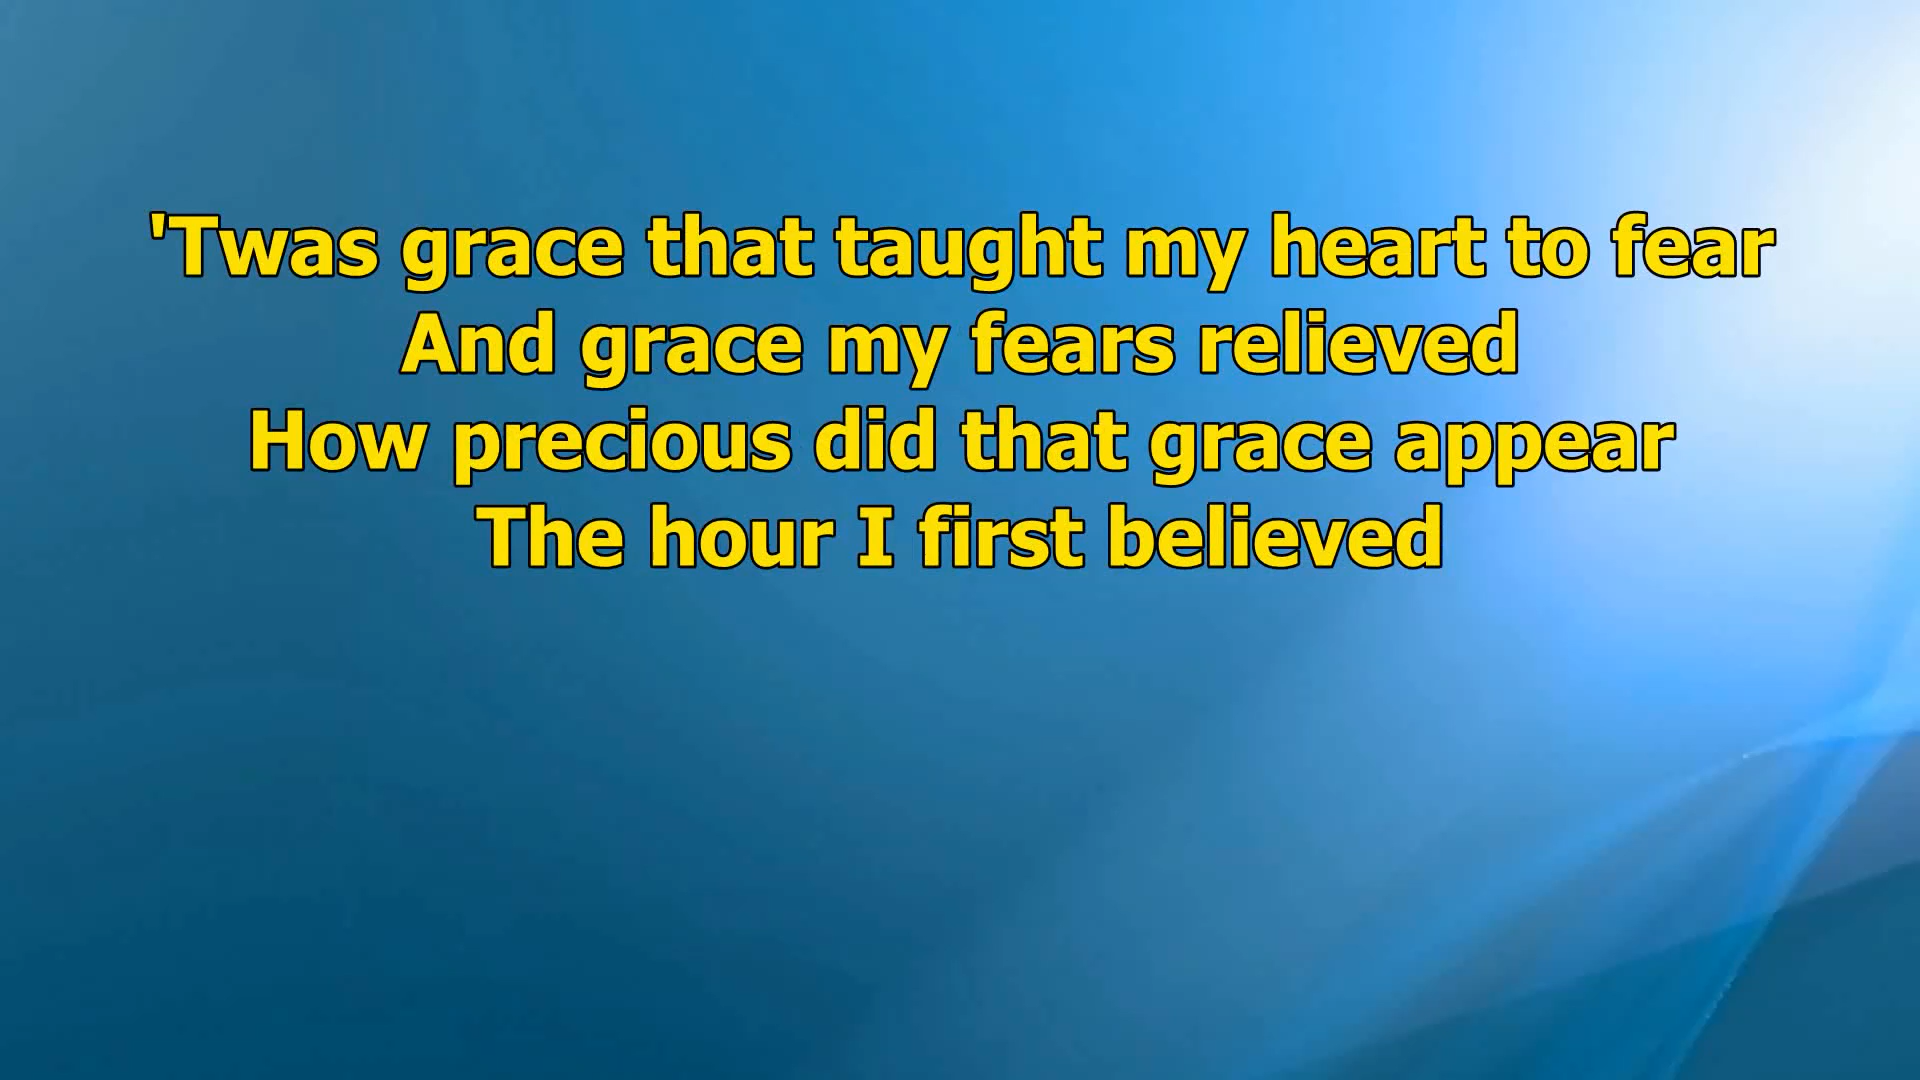 'Twas grace that taught my heart to fear
And grace my fears relieved
How precious did that grace appear
The hour I first believed